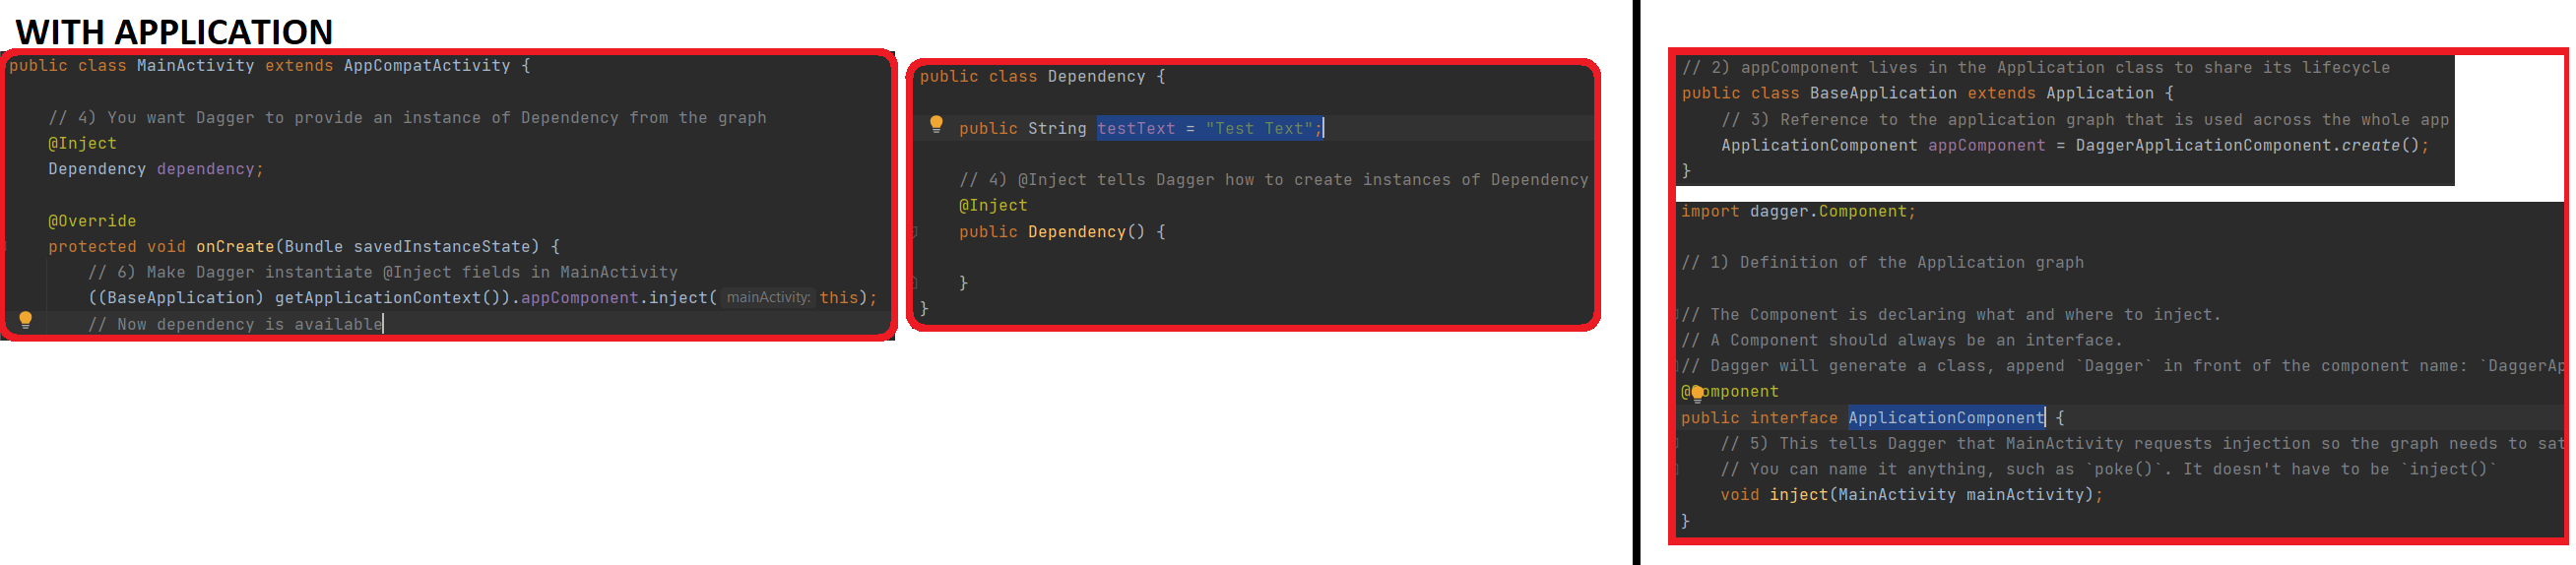 WITH APPLICATION
public class MainActivity extends AppCompatActivity {
// 4) You want Dagger to provide an instance of Dependency from the graph
@Inject
Dependency dependency;
@Override
protected void onCreate(Bundle savedInstanceState) {
// 6) Make Dagger instantiate @Inject fields in MainActivity
((BaseApplication) getApplicationContext()).appComponent.inject( mainActivity: this);
// Now dependency is available
public class Dependency {
public String testText = "Test Text";
// 4) @Inject tells Dagger how to create instances of Dependency
@Inject
public Dependency() {
}
}
// 2) appComponent lives in the Application class to share its lifecycle
public class BaseApplication extends Application {
// 3) Reference to the application graph that is used across the whole app
ApplicationComponent appComponent = DaggerApplicationComponent.create();
}
import dagger.Component;
// 1) Definition of the Application graph
// The Component is declaring what and where to inject.
// A Component should always be an interface.
// Dagger will generate a class, append `Dagger` in front of the component name: `DaggerAp
@Component
public interface ApplicationComponent {
// 5) This tells Dagger that MainActivity requests injection so the graph needs to sat
// You can name it anything, such as `poke()`. It doesn't have to be `inject()`
void inject(MainActivity mainActivity);
}